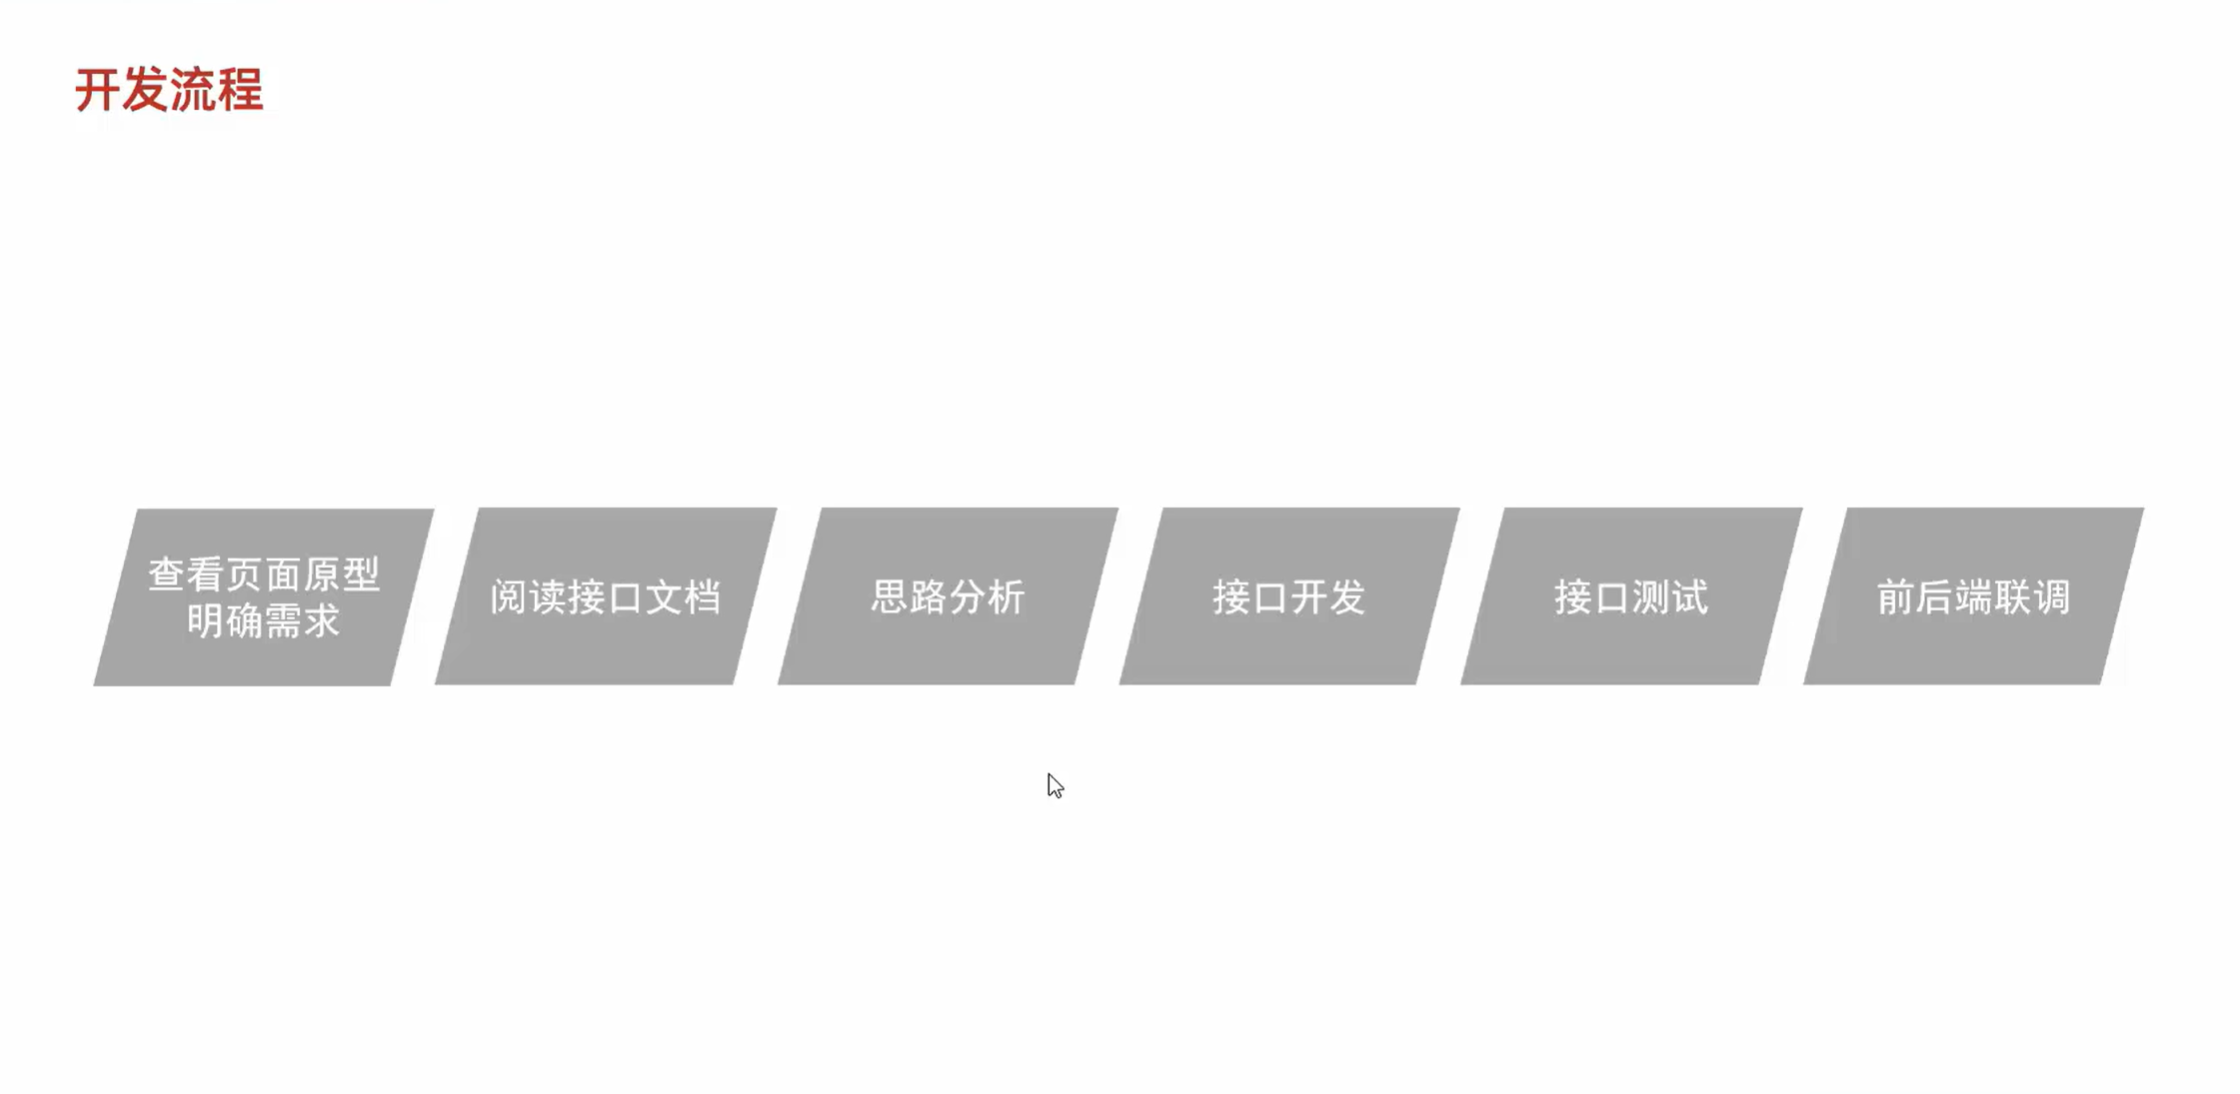 开发流程
查看页面原型
明确需求
阅读接口文档
思路分析
接口开发
接口测试
前后端联调